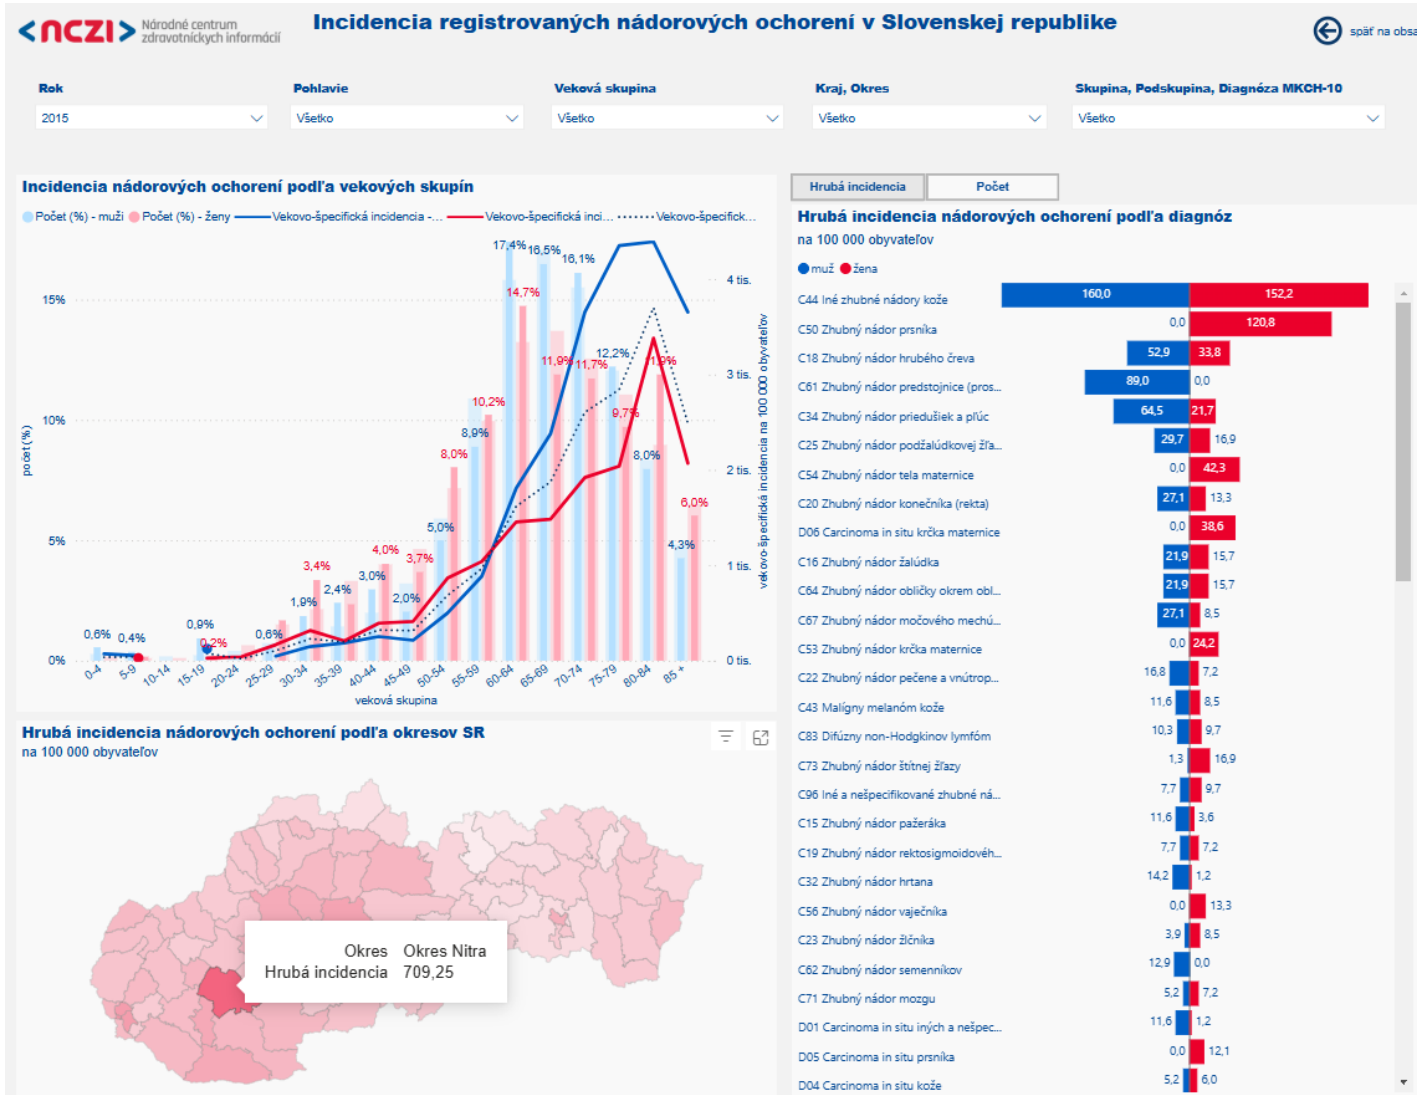 NCZI
Národné centrum
zdravotníckych informácií
Incidencia registrovaných nádorových ochorení v Slovenskej republike
späť na obsa
Rok
Pohlavie
Veková skupina
Kraj, Okres
Skupina, Podskupina, Diagnóza MKCH-10
2015
Všetko
Všetko
Všetko
Všetko
Incidencia nádorových ochorení podľa vekových skupín
Počet (%) - muži
Počet (%) - ženy
Vekovo-špecifická incidencia -...
Vekovo-špecifická inci...
Vekovo-špecifick...
počet (%)
15%
10%
5%
0%
0,6%
0,4%
0,9%
0,2%
0,6%
1,9%
3,4%
2,4%
3,0%
4,0%
2,0%
3,7%
5,0%
8,0%
8,9%
10,2%
17,4%
14,7%
16,5%
11,9%
16,1%
11,7%
12,2%
9,7%
8,0%
11,9%
4,3%
6,0%
4 tis.
3 tis.
2 tis.
1 tis.
0 tis.
vekovo-špecifická incidencia na 100 000 obyvateľov
0-4
5-9
10-14
15-19
20-24
25-29
30-34
35-39
40-44
45-49
50-54
55-59
60-64
65-69
70-74
75-79
80-84
85 +
veková skupina
Hrubá incidencia nádorových ochorení podľa okresov SR
na 100 000 obyvateľov
Okres Okres Nitra
Hrubá incidencia 709,25
Hrubá incidencia
Počet
Hrubá incidencia nádorových ochorení podľa diagnóz
na 100 000 obyvateľov
muž žena
C44 Iné zhubné nádory kože 160,0 152,2
C50 Zhubný nádor prsníka 0,0 120,8
C18 Zhubný nádor hrubého čreva 52,9 33,8
C61 Zhubný nádor predstojnice (pros... 89,0 0,0
C34 Zhubný nádor priedušiek a pľúc 64,5 21,7
C25 Zhubný nádor podžalúdkovej žľa... 29,7 16,9
C54 Zhubný nádor tela maternice 0,0 42,3
C20 Zhubný nádor konečníka (rekta) 27,1 13,3
D06 Carcinoma in situ krčka maternice 0,0 38,6
C16 Zhubný nádor žalúdka 21,9 15,7
C64 Zhubný nádor obličky okrem obl... 21,9 15,7
C67 Zhubný nádor močového mechú... 27,1 8,5
C53 Zhubný nádor krčka maternice 0,0 24,2
C22 Zhubný nádor pečene a vnútrop... 16,8 7,2
C43 Malígny melanóm kože 11,6 8,5
C83 Difúzny non-Hodgkinov lymfóm 10,3 9,7
C73 Zhubný nádor štítnej žľazy 1,3 16,9
C96 Iné a nešpecifikované zhubné ná... 7,7 9,7
C15 Zhubný nádor pažeráka 11,6 3,6
C19 Zhubný nádor rektosigmoidovéh... 7,7 7,2
C32 Zhubný nádor hrtana 14,2 1,2
C56 Zhubný nádor vaječníka 0,0 13,3
C23 Zhubný nádor žlčníka 3,9 8,5
C62 Zhubný nádor semenníkov 12,9 0,0
C71 Zhubný nádor mozgu 5,2 7,2
D01 Carcinoma in situ iných a nešpec... 11,6 1,2
D05 Carcinoma in situ prsníka 0,0 12,1
D04 Carcinoma in situ kože 5,2 6,0